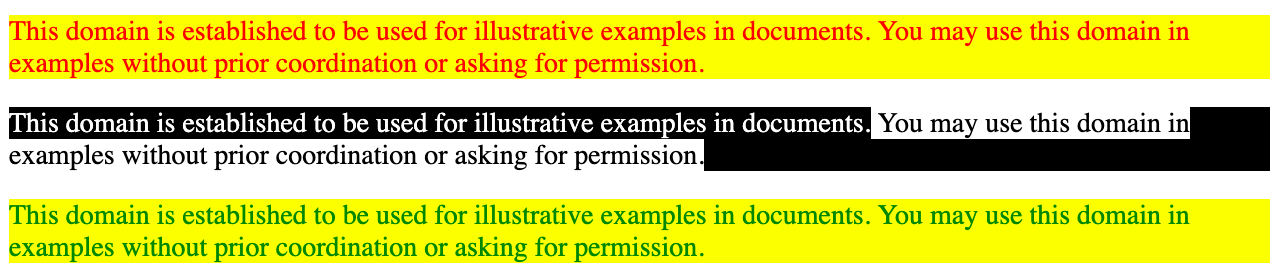 This domain is established to be used for illustrative examples in documents. You may use this domain in
examples without prior coordination or asking for permission.
This domain is established to be used for illustrative examples in documents. You may use this domain in
examples without prior coordination or asking for permission.
This domain is established to be used for illustrative examples in documents. You may use this domain in
examples without prior coordination or asking for permission.